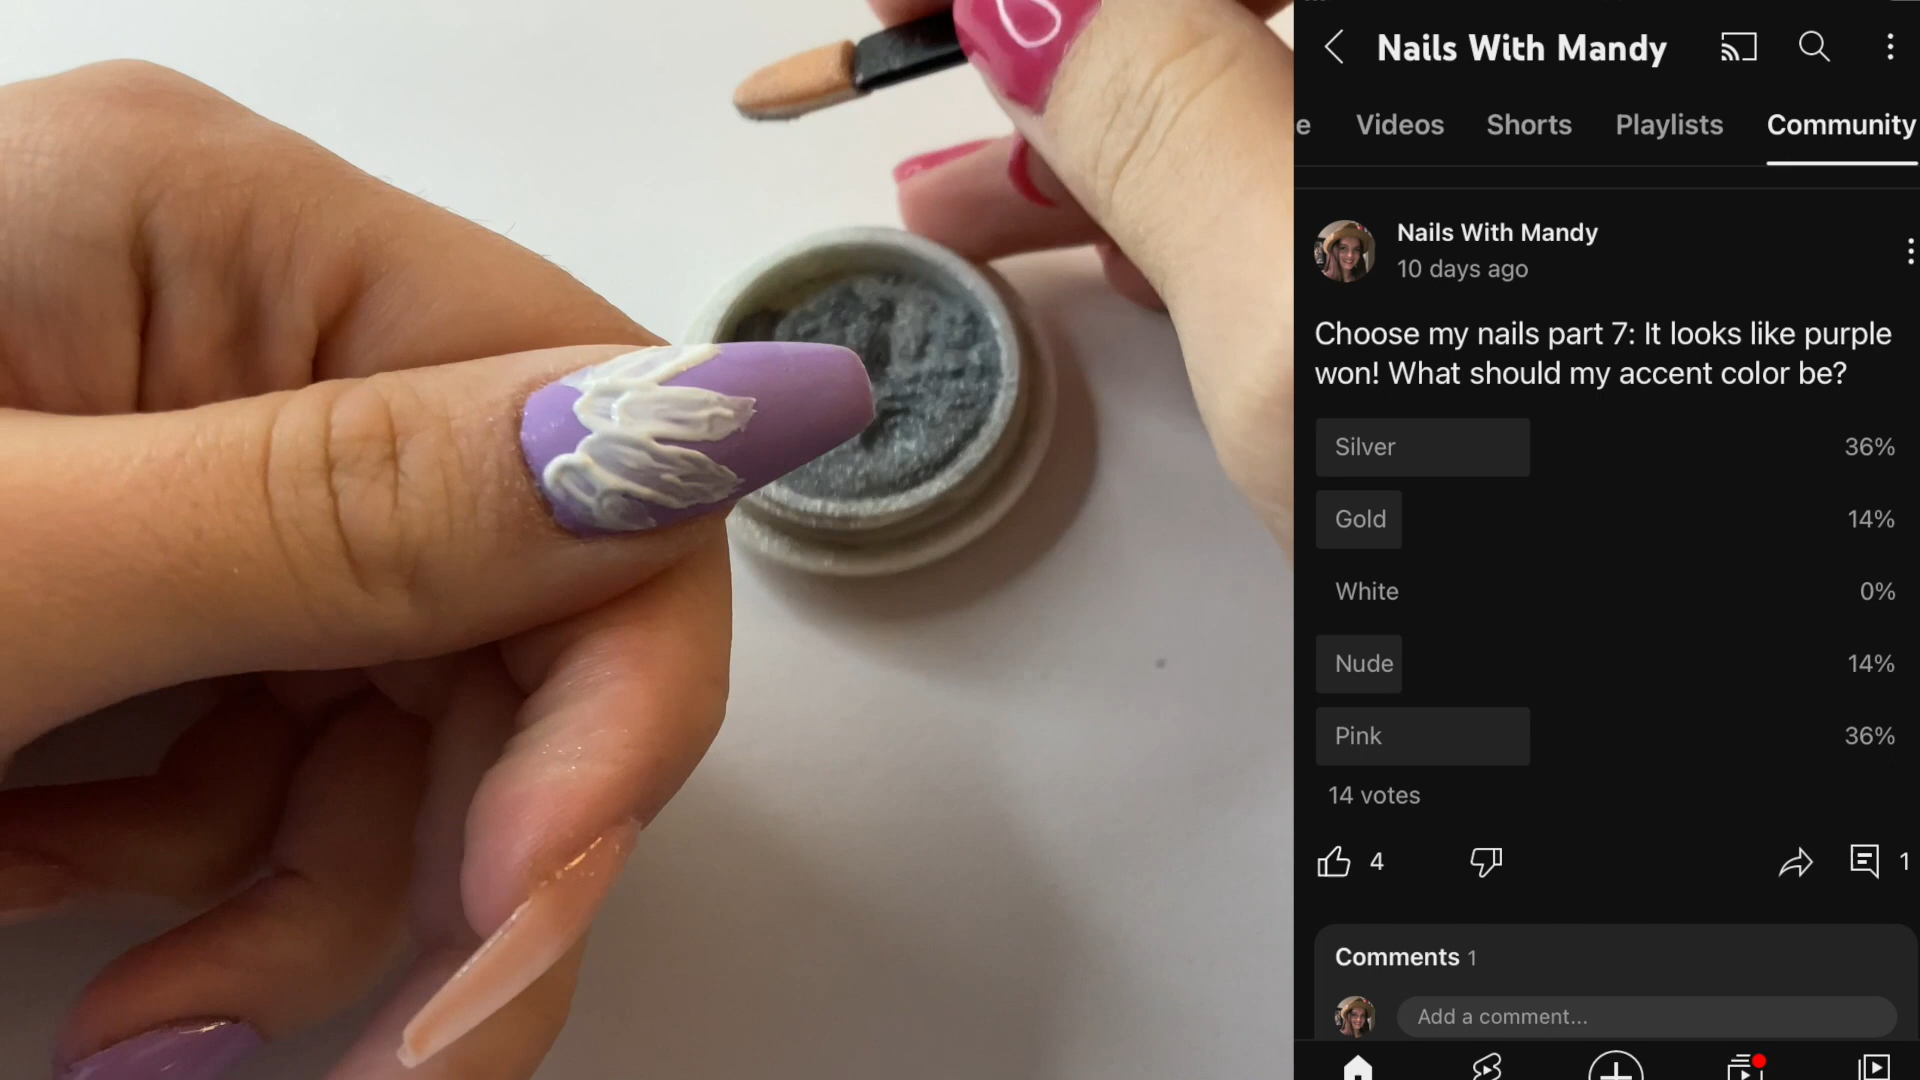 Nails With Mandy
e Videos Shorts Playlists Community
Nails With Mandy
10 days ago
Choose my nails part 7: It looks like purple
won! What should my accent color be?
Silver 36%
Gold 14%
White 0%
Nude 14%
Pink 36%
14 votes
4 1
Comments 1
Add a comment...